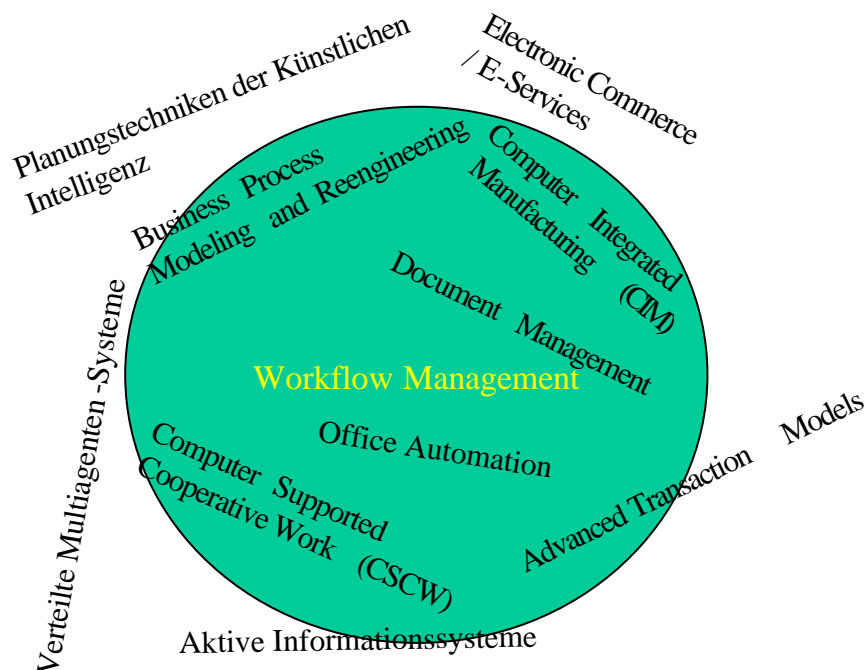 Planungstechniken der Künstlichen
Intelligenz
Electronic Commerce
/ E-Services
Business Process
Modeling and Reengineering
Computer Integrated
Manufacturing (CIM)
Document Management
Workflow Management
Office Automation
Computer Supported
Cooperative Work (CSCW)
Advanced Transaction Models
Verteilte Multiagenten -Systeme
Aktive Informationssysteme